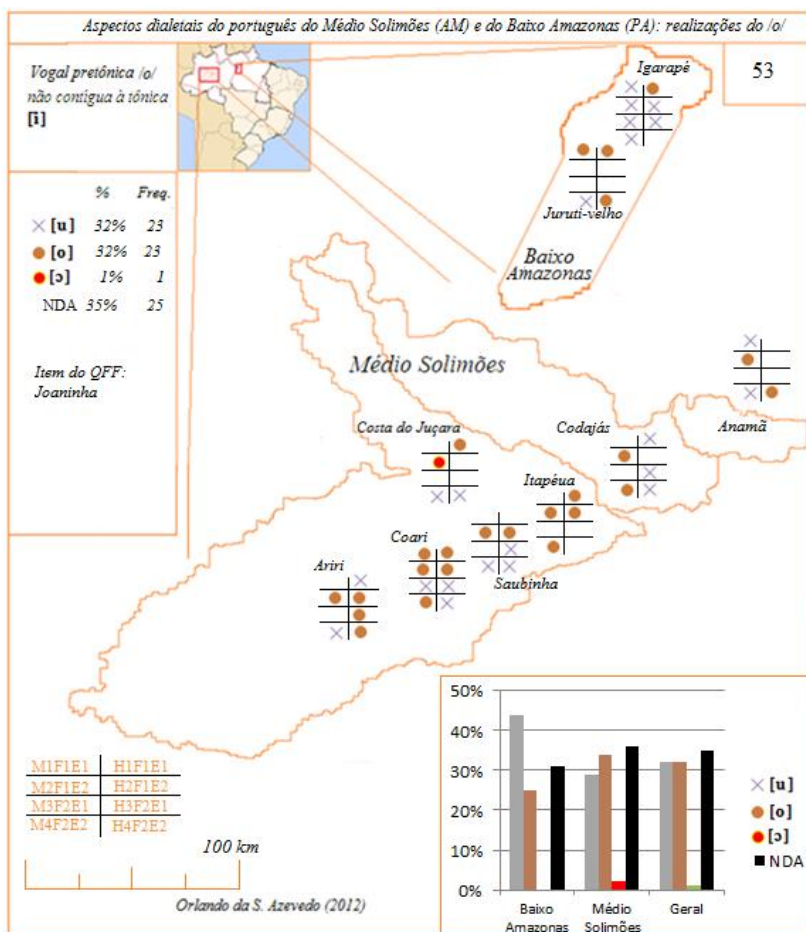 Aspectos dialetais do português do Médio Solimões (AM) e do Baixo Amazonas (PA): realizações do /o/
Vogal pretônica /o/
não contígua à tônica
[i]
53
% Freq.
[u] 32% 23
[o] 32% 23
[ɔ] 1% 1
NDA 35% 25
Item do QFF:
Joaninha
Igarapé
Juruti-velho
Baixo
Amazonas
Médio Solimões
Costa do Juçara
Codajás
Anamã
Itapéua
Coari
Saubinha
Ariri
M1F1E1 H1F1E1
M2F1E2 H2F1E2
M3F2E1 H3F2E1
M4F2E2 H4F2E2
100 km
Orlando da S. Azevedo (2012)
50%
40%
30%
20%
10%
0%
Baixo
Amazonas
Médio
Solimões
Geral
[u]
[o]
[ɔ]
NDA